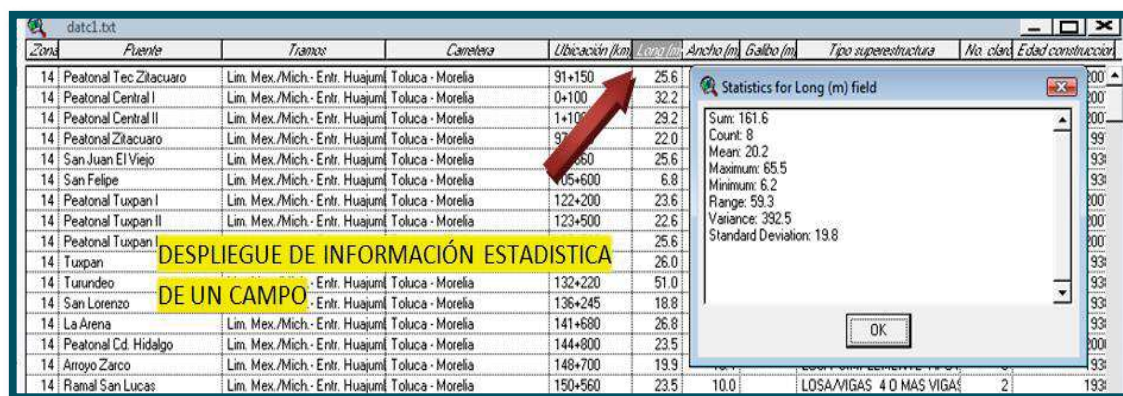 datc1.txt
Zona Puente Tramos Carretera Ubicación (km Long (m Ancho (m) Galibo (m) Tipo superestructura No. claro Edad construccion
14 Peatonal Tec Zitacuaro Lim. Mex./Mich.- Entr. Huajuml Toluca - Morelia 91+150 25.6
14 Peatonal Central I Lim. Mex./Mich.- Entr. Huajuml Toluca - Morelia 0+100 32.2
14 Peatonal Central II Lim. Mex./Mich.- Entr. Huajuml Toluca - Morelia 29.2
14 Peatonal Zitacuaro Lim. Mex./Mich.- Entr. Huajuml Toluca - Morelia 22.0
14 San Juan El Viejo Lim. Mex./Mich.- Entr. Huajuml Toluca - Morelia 25.6
14 San Felipe Lim. Mex./Mich.- Entr. Huajuml Toluca - Morelia 6.8
14 Peatonal Tuxpan I Lim. Mex./Mich.- Entr. Huajuml Toluca - Morelia 122+200 23.6
14 Peatonal Tuxpan II Lim. Mex./Mich.- Entr. Huajuml Toluca - Morelia 123+500 22.6
14 Peatonal Tuxpan 25.6
14 Tuxpan 26.0
14 Turundeo Toluca - Morelia 132+220 51.0
14 San Lorenzo - Entr. Huajuml Toluca - Morelia 136+245 18.8
14 La Arena Lim. Mex./Mich.- Entr. Huajuml Toluca - Morelia 141+680 26.8
14 Peatonal Cd. Hidalgo Lim. Mex./Mich.- Entr. Huajuml Toluca - Morelia 144+800 23.5
14 Arroyo Zarco Lim. Mex./Mich.- Entr. Huajuml Toluca - Morelia 148+700 19.9
14 Ramal San Lucas Lim. Mex./Mich.- Entr. Huajuml Toluca - Morelia 150+560 23.5 10.0 LOSA/VIGAS 4 O MAS VIGAS 2 193
DESPLIEGUE DE INFORMACIÓN ESTADISTICA
DE UN CAMPO
Statistics for Long (m) field
Sum: 161.6
Count: 8
Mean: 20.2
Maximum: 65.5
Minimum: 6.2
Range: 59.3
Variance: 392.5
Standard Deviation: 19.8
OK